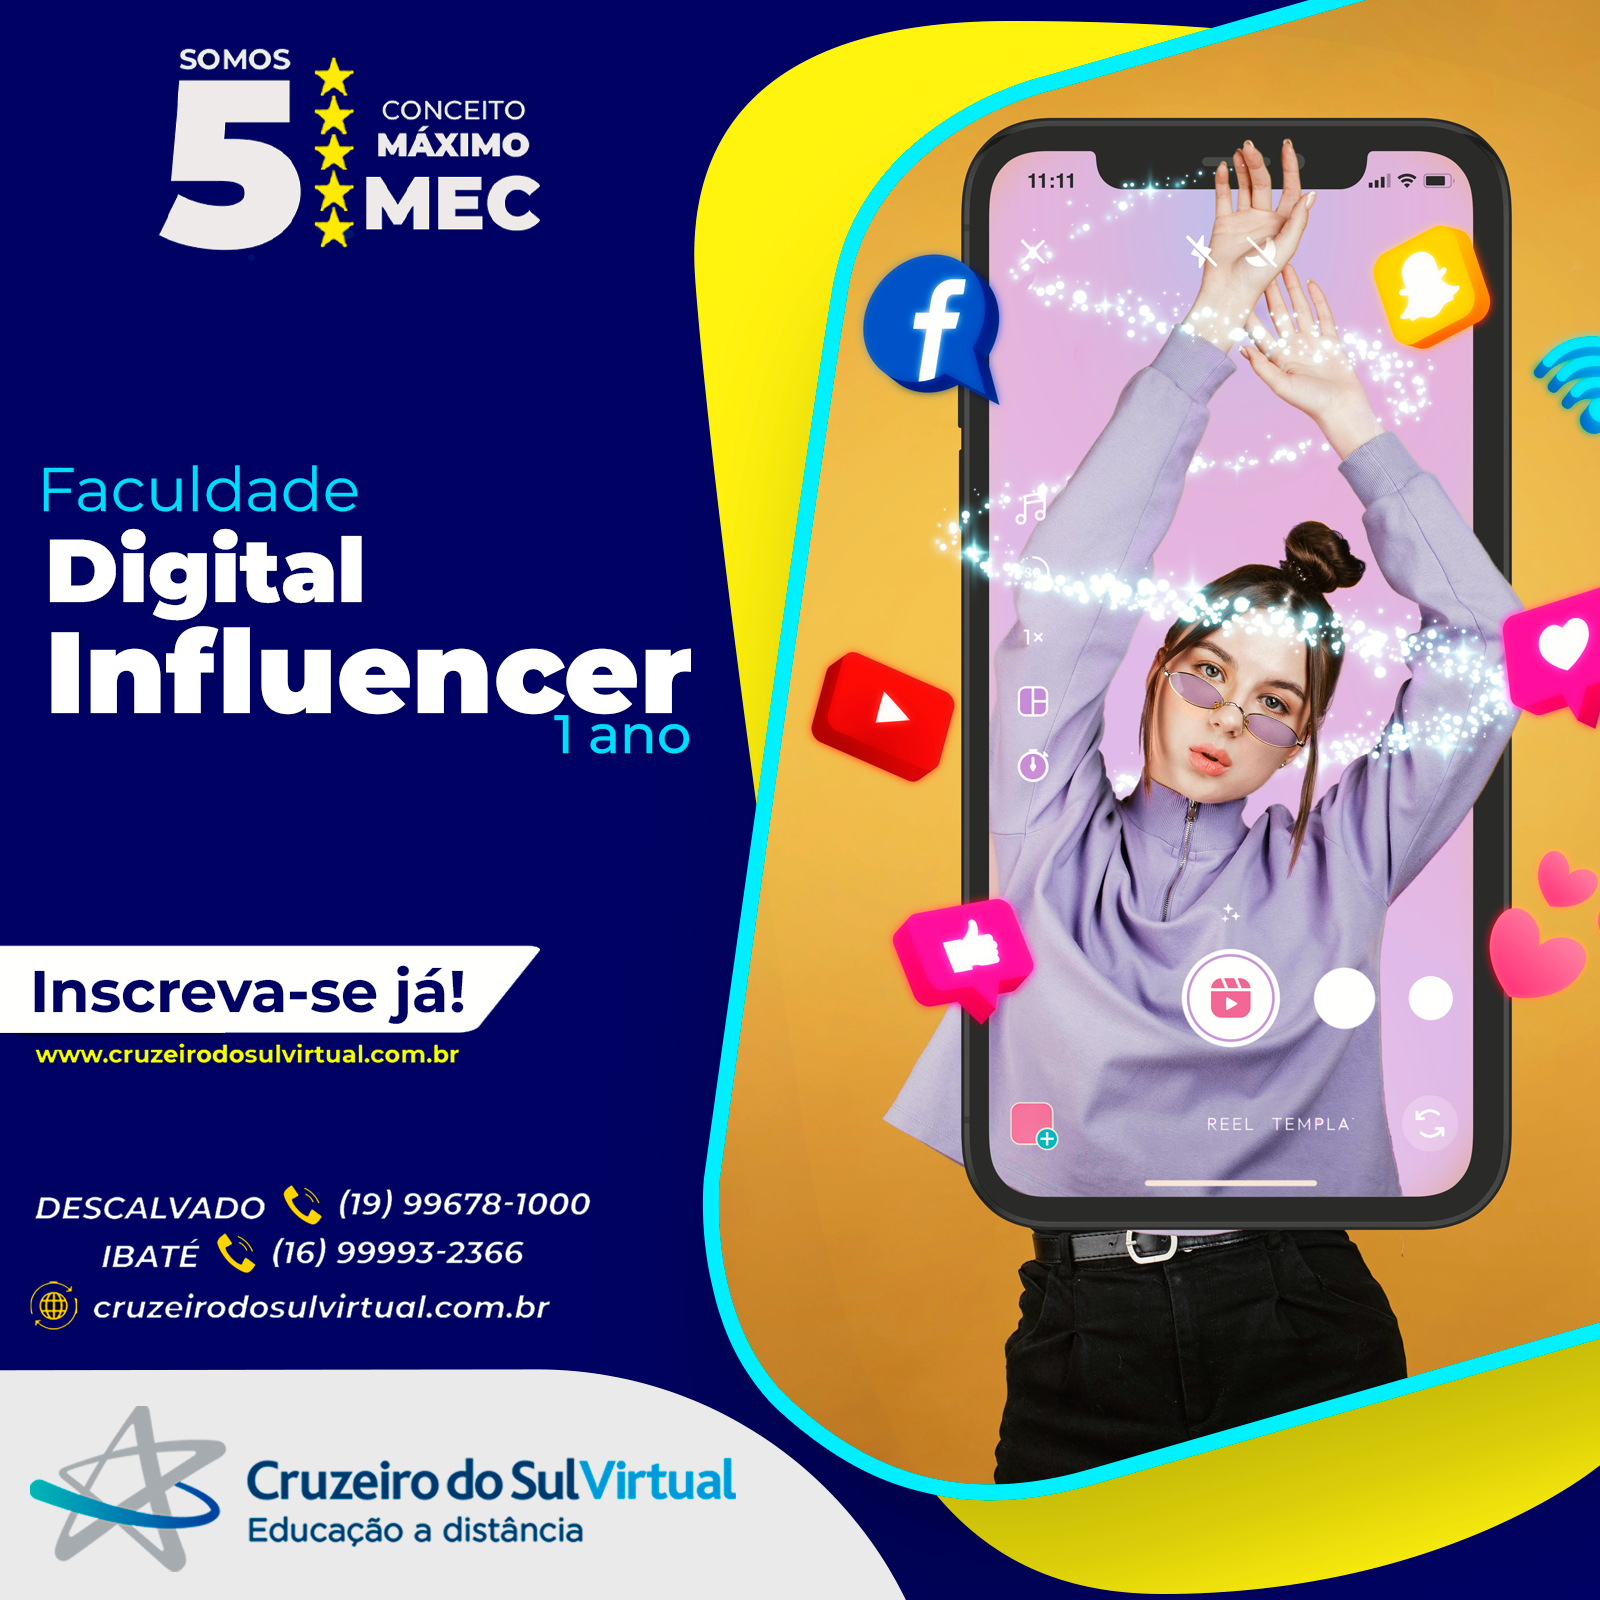 SOMOS
5
CONCEITO
MÁXIMO
MEC
Faculdade
Digital
Influencer
1 ano
Inscreva-se já!
www.cruzeirodosulvirtual.com.br
DESCALVADO (19) 99678-1000
IBATÉ (16) 99993-2366
cruzeirodosulvirtual.com.br
Cruzeiro do Sul Virtual
Educação a distância
11:11
f
1×
REEL TEMPLA